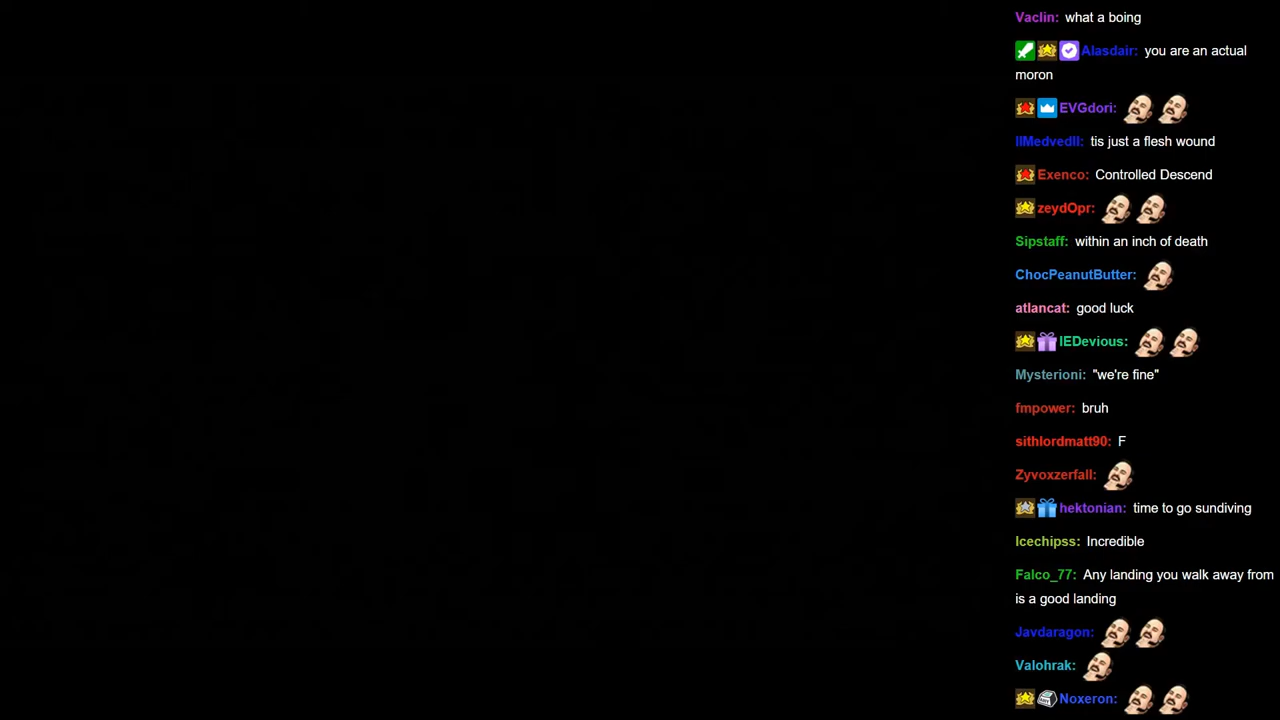 Vaclin: what a boing
Alasdair: you are an actual
moron
EVGdori:
IIMedvedII: tis just a flesh wound
Exenco: Controlled Descend
zeydOpr:
Sipstaff: within an inch of death
ChocPeanutButter:
atlancat: good luck
IEDevious:
Mysterioni: "we're fine"
fmpower: bruh
sithlordmatt90: F
Zyvoxzerfall:
hektonian: time to go sundiving
Icechipss: Incredible
Falco_77: Any landing you walk away from
is a good landing
Javdaragon:
Valohrak:
Noxeron: